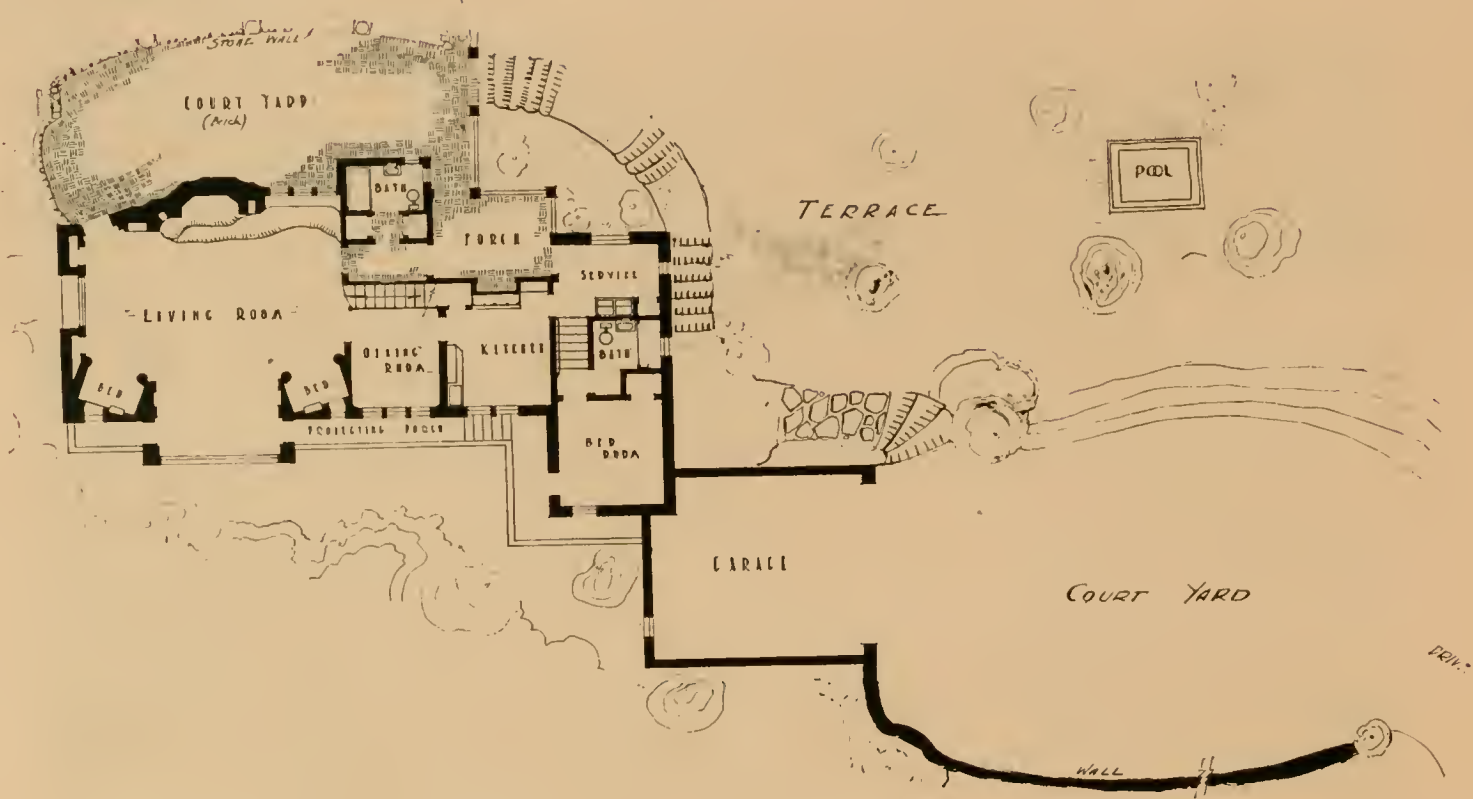 STONE WALL
COURT YARD
(Brick)
BATH
PORCH
TERRACE
POOL
SERVICE
LIVING ROOM
DINING
ROOM
KITCHEN
BATH
BED
BED
PROJECTING PORCH
BED
ROOM
GARAGE
COURT YARD
WALL